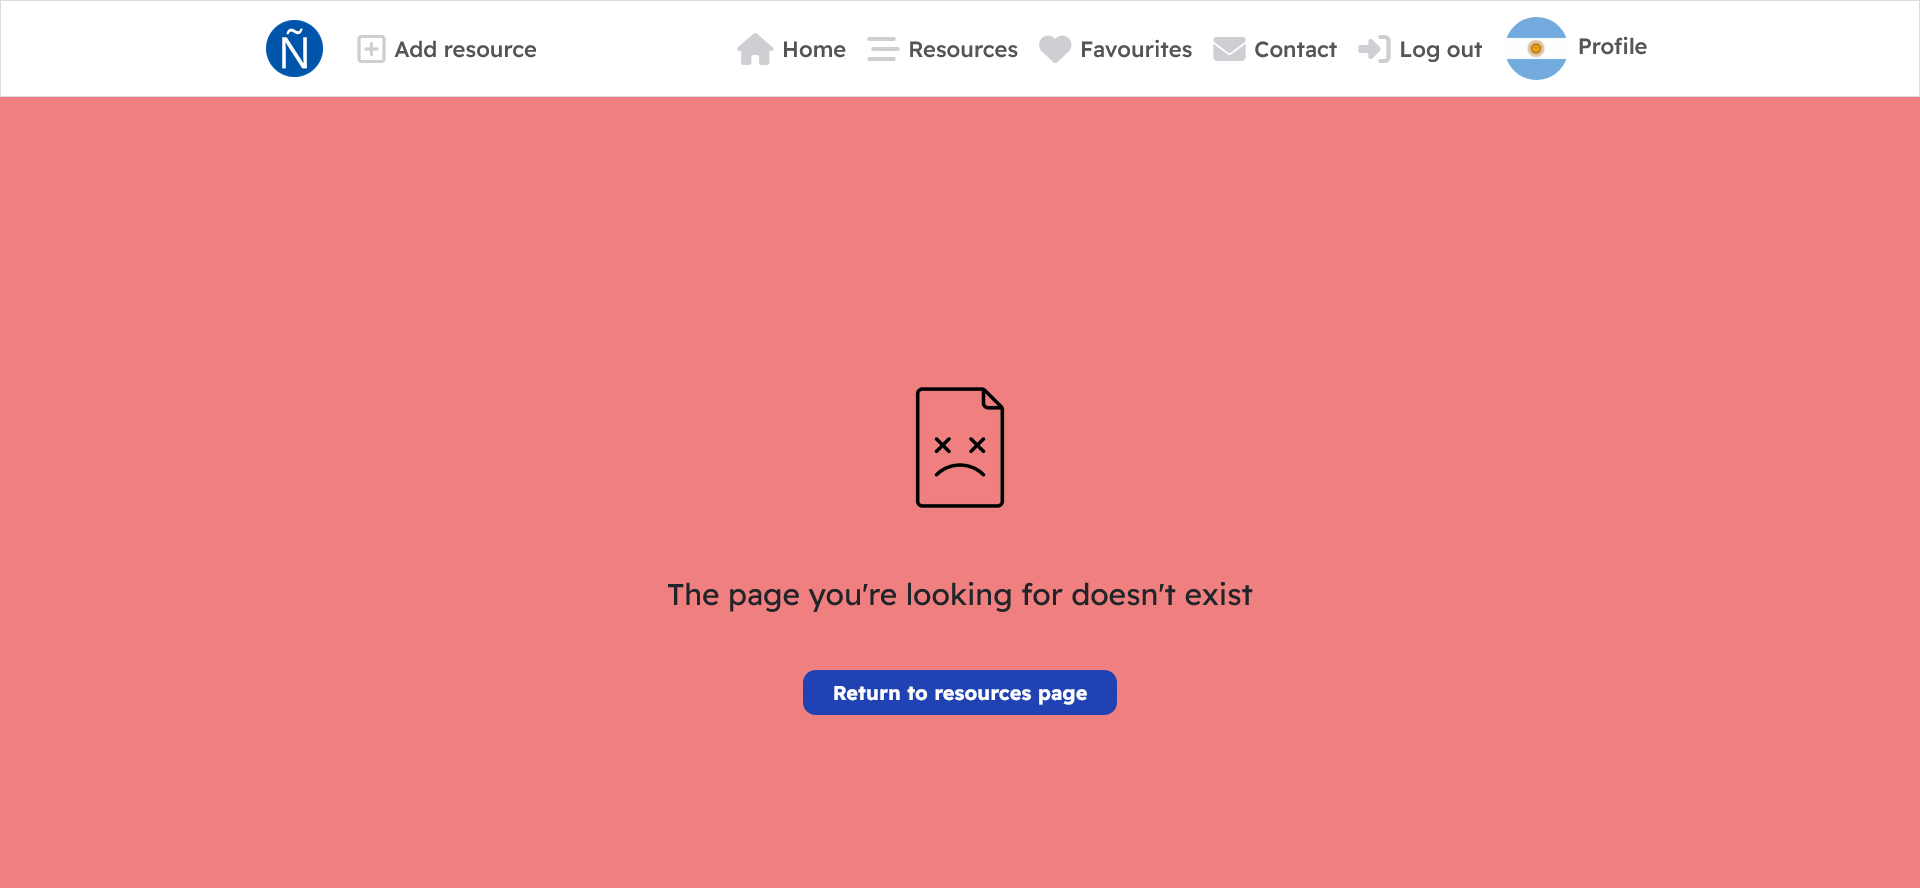 Ñ
Add resource
Home
Resources
Favourites
Contact
Log out
Profile
The page you're looking for doesn't exist
Return to resources page